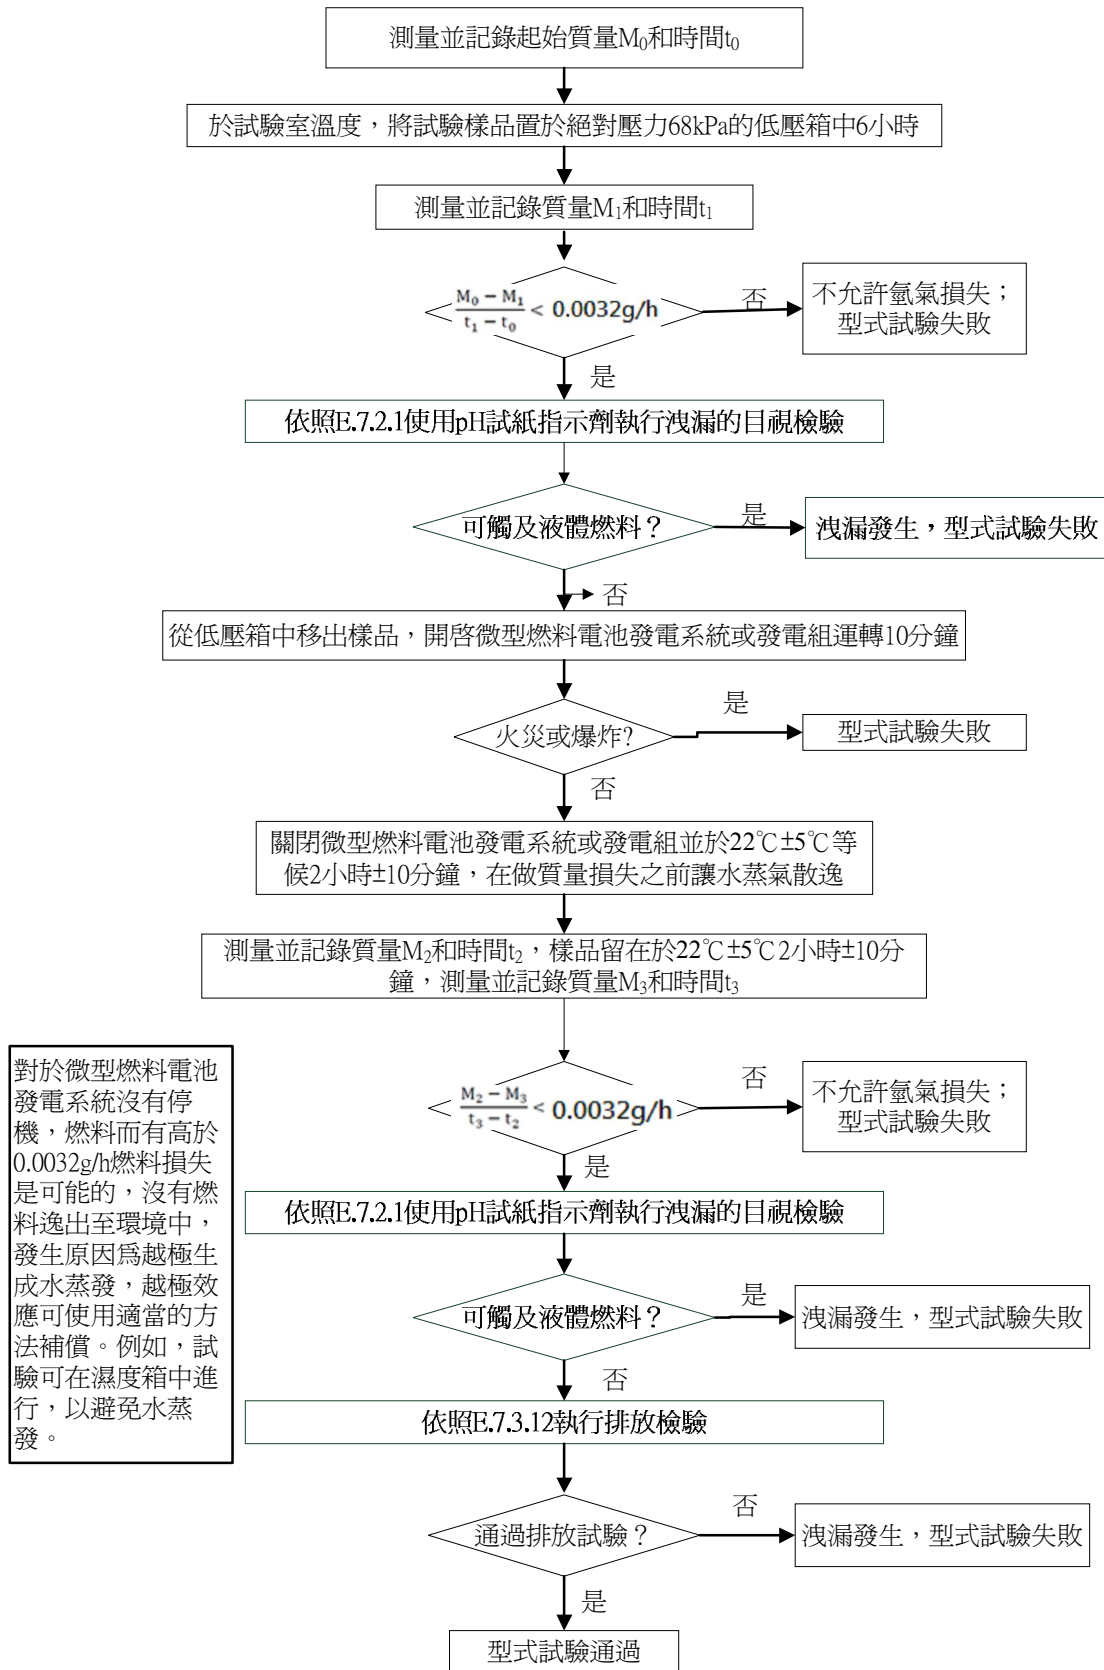 測量並記錄起始質量M₀和時間t₀
於試驗室溫度，將試驗樣品置於絕對壓力68kPa的低壓箱中6小時
測量並記錄質量M₁和時間t₁
(M₀ − M₁)/(t₁ − t₀) < 0.0032g/h
否
不允許氫氣損失；
型式試驗失敗
是
依照E.7.2.1使用pH試紙指示劑執行洩漏的目視檢驗
可觸及液體燃料？
是
洩漏發生，型式試驗失敗
否
從低壓箱中移出樣品，開啓微型燃料電池發電系統或發電組運轉10分鐘
火災或爆炸?
是
型式試驗失敗
否
關閉微型燃料電池發電系統或發電組並於22℃±5℃等
候2小時±10分鐘，在做質量損失之前讓水蒸氣散逸
測量並記錄質量M₂和時間t₂，樣品留在於22℃±5℃ 2小時±10分
鐘，測量並記錄質量M₃和時間t₃
(M₂ − M₃)/(t₃ − t₂) < 0.0032g/h
否
不允許氫氣損失；
型式試驗失敗
是
依照E.7.2.1使用pH試紙指示劑執行洩漏的目視檢驗
可觸及液體燃料？
是
洩漏發生，型式試驗失敗
否
依照E.7.3.12執行排放檢驗
通過排放試驗？
否
洩漏發生，型式試驗失敗
是
型式試驗通過
對於微型燃料電池
發電系統沒有停
機，燃料而有高於
0.0032g/h燃料損失
是可能的，沒有燃
料逸出至環境中，
發生原因爲越極生
成水蒸發，越極效
應可使用適當的方
法補償。例如，試
驗可在濕度箱中進
行，以避免水蒸
發。